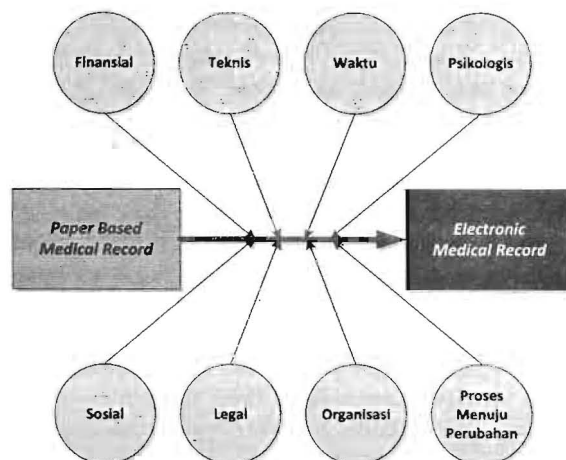 Finansial
Teknis
Waktu
Psikologis
Paper Based
Medical Record
Electronic
Medical Record
Sosial
Legal
Organisasi
Proses
Menuju
Perubahan